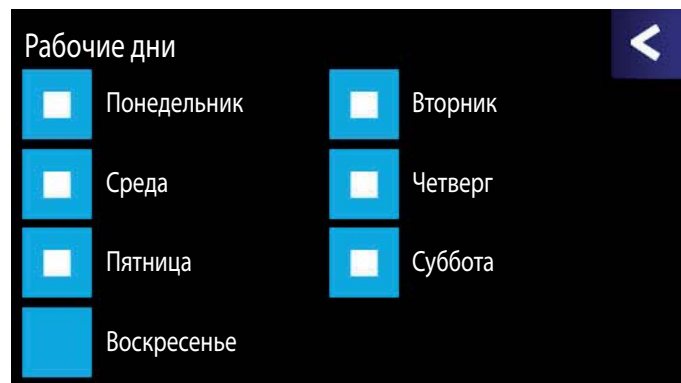 Рабочие дни
Понедельник
Вторник
Среда
Четверг
Пятница
Суббота
Воскресенье